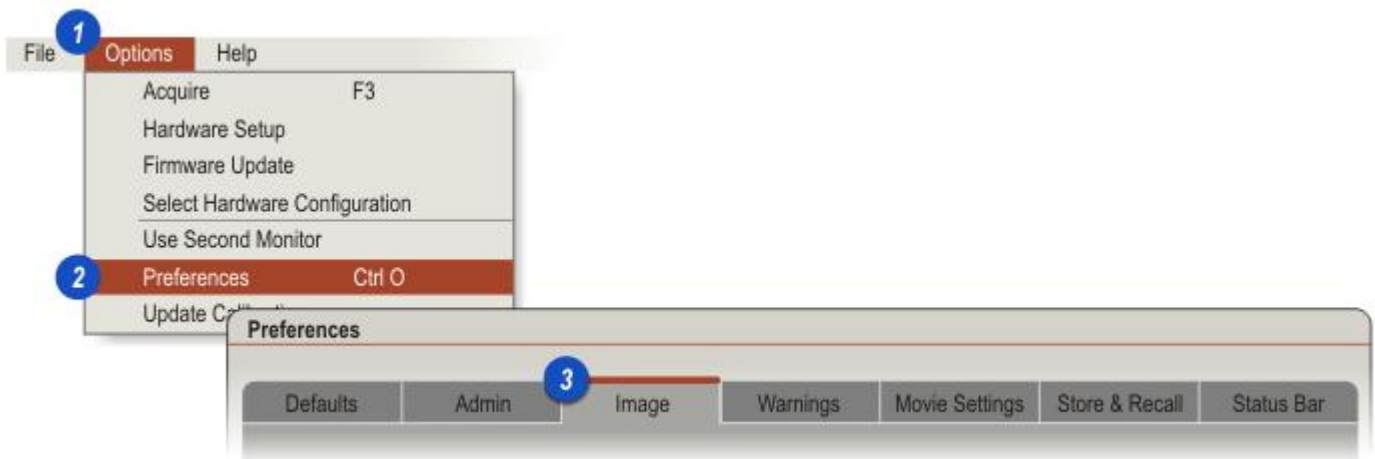 1
File Options Help
Acquire F3
Hardware Setup
Firmware Update
Select Hardware Configuration
Use Second Monitor
2 Preferences Ctrl O
Update
Preferences
3
Defaults Admin Image Warnings Movie Settings Store & Recall Status Bar